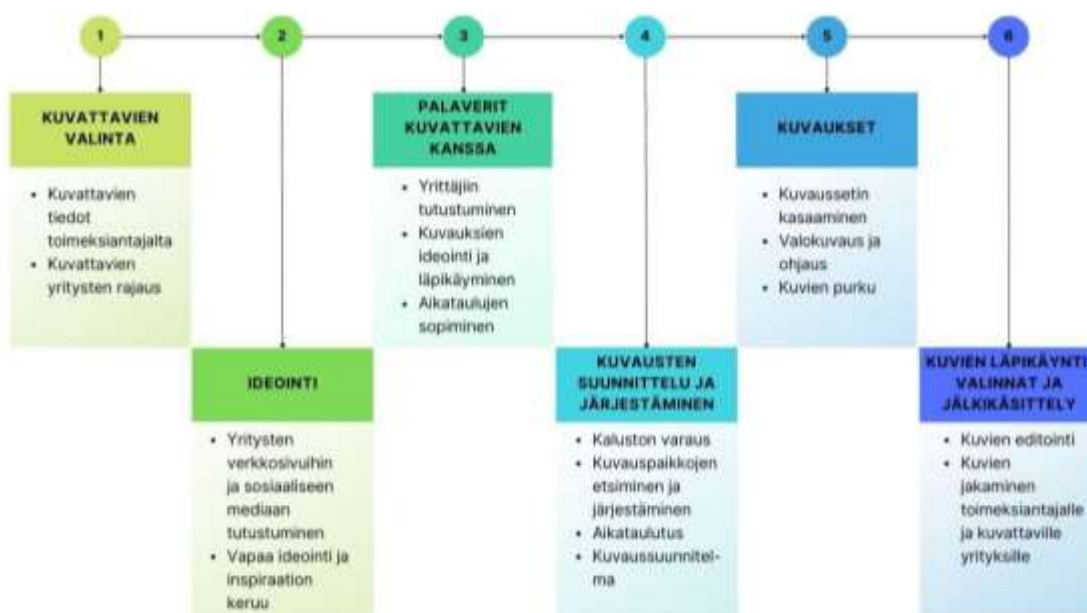 1
2
3
4
5
6
KUVATTAVIEN
VALINTA
• Kuvattavien
tiedot
toimeksiantajalta
• Kuvattavien
yritysten rajaus
IDEOINTI
• Yritysten
verkkosivuihin
ja sosiaaliseen
mediaan
tutustuminen
• Vapaa ideointi ja
inspiraation
keruu
PALAVERIT
KUVATTAVIEN
KANSSA
• Yrittäjiin
tutustuminen
• Kuvauksien
ideointi ja
läpikäyminen
• Aikataulujen
sopiminen
KUVAUSTEN
SUUNNITTELU JA
JÄRJESTÄMINEN
• Kaluston varaus
• Kuvauspaikkojen
etsiminen ja
järjestäminen
• Aikataulutus
• Kuvaussuunnitel-
ma
KUVAUKSET
• Kuvaussetin
kasaaminen
• Valokuvaus ja
ohjaus
• Kuvien purku
KUVIEN LÄPIKÄYNTI
VALINNAT JA
JÄLKIKÄSITTELY
• Kuvien editointi
• Kuvien
jakaminen
toimeksiantajalle
ja kuvattaville
yrityksille